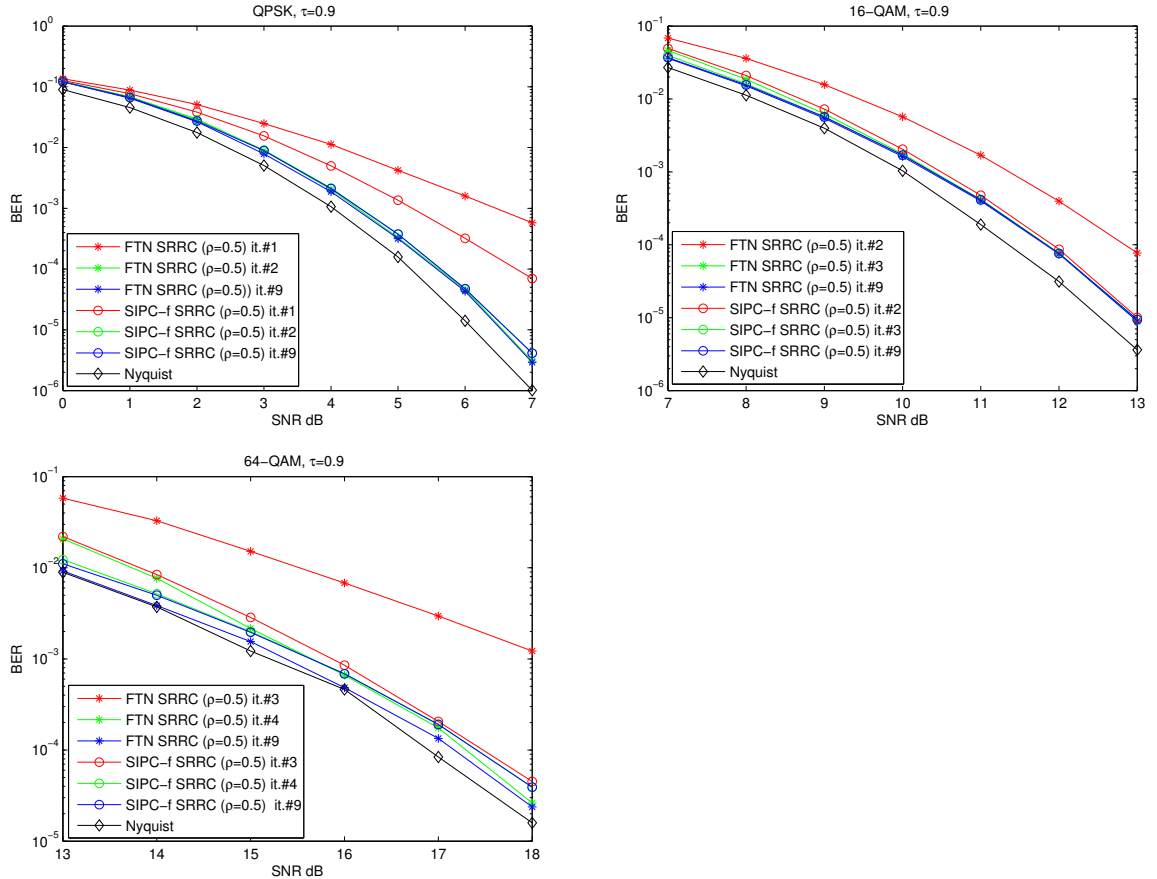 QPSK, τ=0.9
10^0
10^-1
10^-2
10^-3
10^-4
10^-5
10^-6
BER
FTN SRRC (ρ=0.5) it.#1
FTN SRRC (ρ=0.5) it.#2
FTN SRRC (ρ=0.5)) it.#9
SIPC-f SRRC (ρ=0.5) it.#1
SIPC-f SRRC (ρ=0.5) it.#2
SIPC-f SRRC (ρ=0.5) it.#9
Nyquist
0 1 2 3 4 5 6 7
SNR dB
16-QAM, τ=0.9
10^-1
10^-2
10^-3
10^-4
10^-5
10^-6
BER
FTN SRRC (ρ=0.5) it.#2
FTN SRRC (ρ=0.5) it.#3
FTN SRRC (ρ=0.5) it.#9
SIPC-f SRRC (ρ=0.5) it.#2
SIPC-f SRRC (ρ=0.5) it.#3
SIPC-f SRRC (ρ=0.5) it.#9
Nyquist
7 8 9 10 11 12 13
SNR dB
64-QAM, τ=0.9
10^-1
10^-2
10^-3
10^-4
10^-5
BER
FTN SRRC (ρ=0.5) it.#3
FTN SRRC (ρ=0.5) it.#4
FTN SRRC (ρ=0.5) it.#9
SIPC-f SRRC (ρ=0.5) it.#3
SIPC-f SRRC (ρ=0.5) it.#4
SIPC-f SRRC (ρ=0.5) it.#9
Nyquist
13 14 15 16 17 18
SNR dB